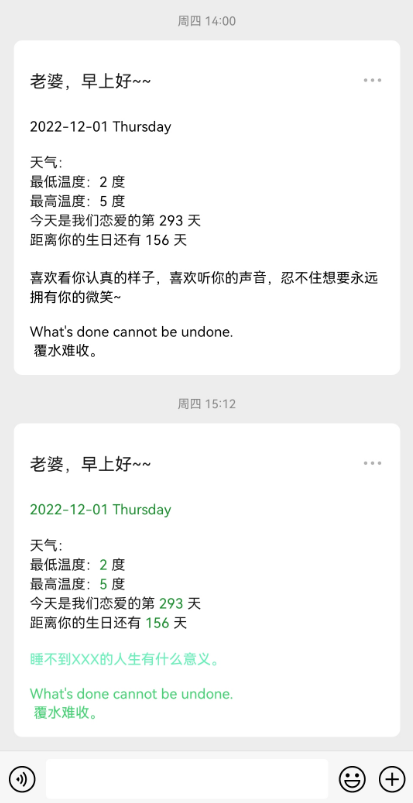 周四 14:00
老婆，早上好~~
2022-12-01 Thursday
天气：
最低温度：2 度
最高温度：5 度
今天是我们恋爱的第 293 天
距离你的生日还有 156 天
喜欢看你认真的样子，喜欢听你的声音，忍不住想要永远
拥有你的微笑~
What's done cannot be undone.
覆水难收。
周四 15:12
老婆，早上好~~
2022-12-01 Thursday
天气：
最低温度：2 度
最高温度：5 度
今天是我们恋爱的第 293 天
距离你的生日还有 156 天
睡不到XXX的人生有什么意义。
What's done cannot be undone.
覆水难收。